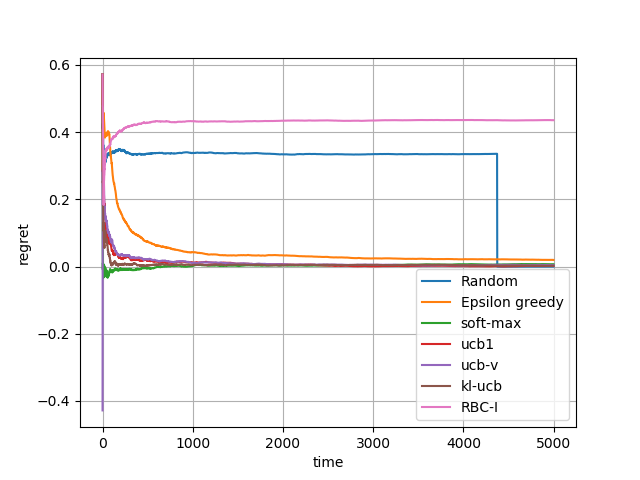 0.6
0.4
0.2
0.0
−0.2
−0.4
regret
0
1000
2000
3000
4000
5000
time
Random
Epsilon greedy
soft-max
ucb1
ucb-v
kl-ucb
RBC-I